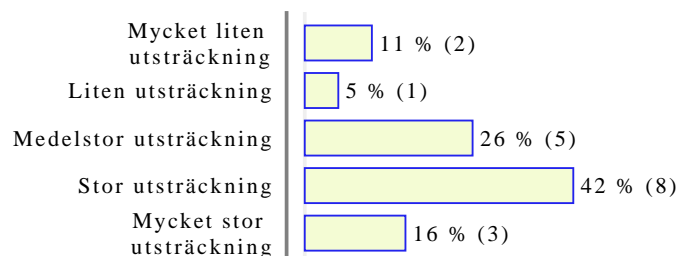 Mycket liten
utsträckning
11 % (2)
Liten utsträckning
5 % (1)
Medelstor utsträckning
26 % (5)
Stor utsträckning
42 % (8)
Mycket stor
utsträckning
16 % (3)